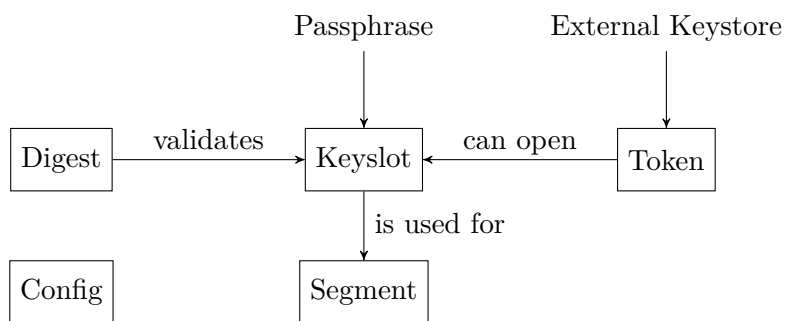 Passphrase External Keystore
Digest validates Keyslot can open Token
is used for
Config Segment